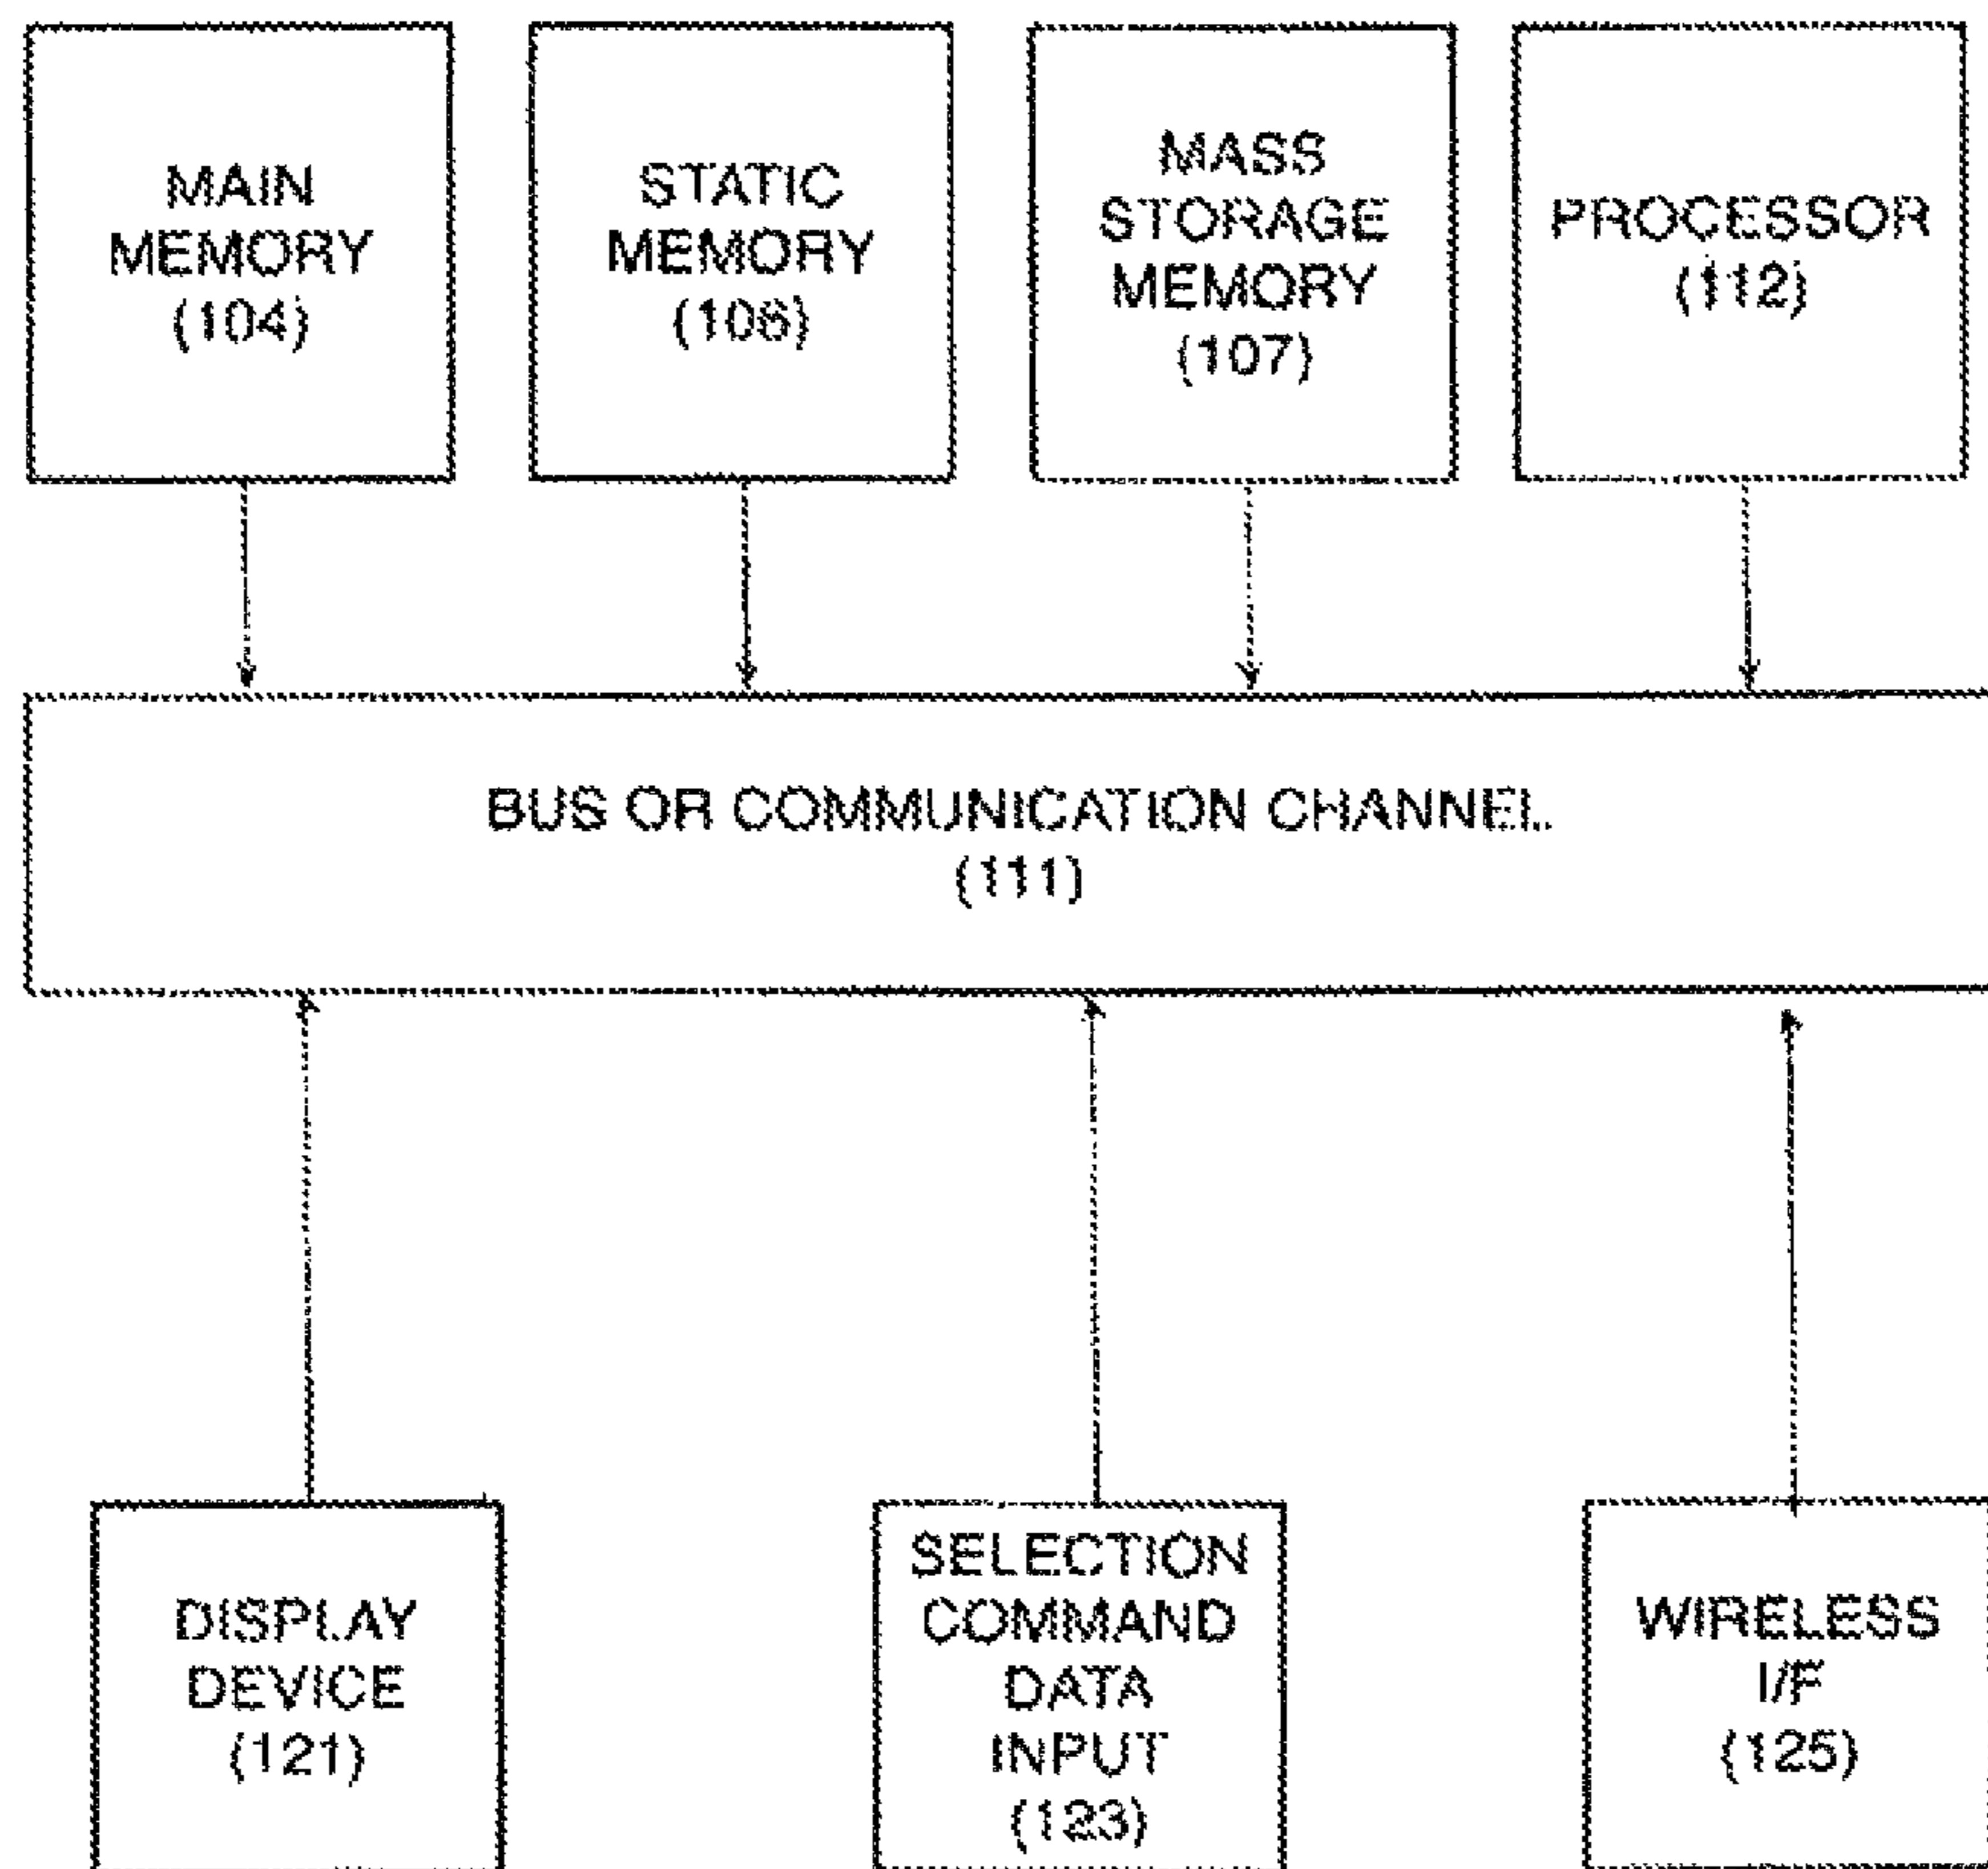 MAIN
MEMORY
(104)
STATIC
MEMORY
(106)
MASS
STORAGE
MEMORY
(107)
PROCESSOR
(112)
BUS OR COMMUNICATION CHANNEL
(111)
DISPLAY
DEVICE
(121)
SELECTION
COMMAND
DATA
INPUT
(123)
WIRELESS
I/F
(125)